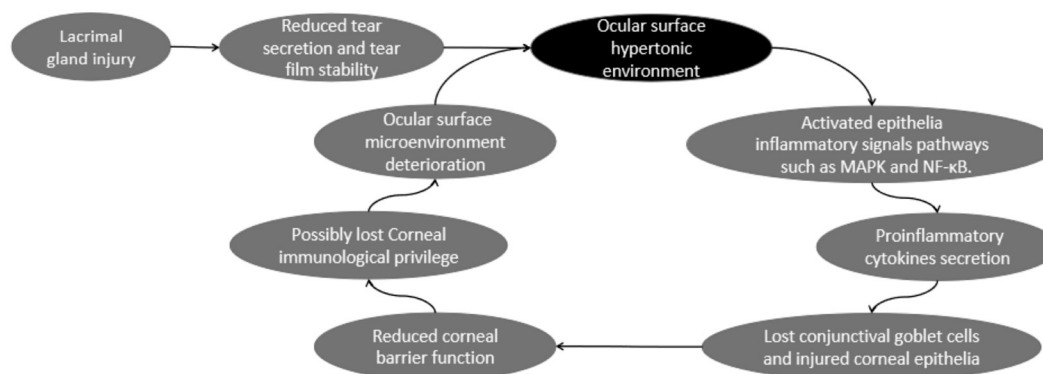 Lacrimal
gland injury
Reduced tear
secretion and tear
film stability
Ocular surface
hypertonic
environment
Activated epithelia
inflammatory signals pathways
such as MAPK and NF-κB.
Proinflammatory
cytokines secretion
Lost conjunctival goblet cells
and injured corneal epithelia
Reduced corneal
barrier function
Possibly lost Corneal
immunological privilege
Ocular surface
microenvironment
deterioration